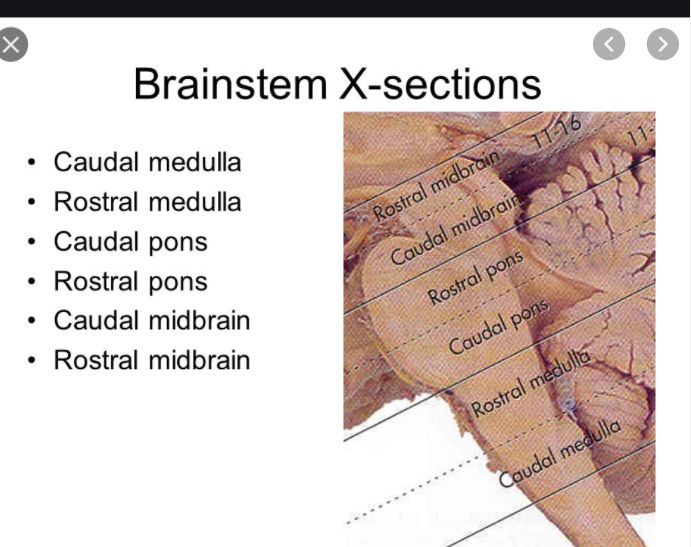 Brainstem X-sections
• Caudal medulla
• Rostral medulla
• Caudal pons
• Rostral pons
• Caudal midbrain
• Rostral midbrain
11-16
11-
Rostral midbrain
Caudal midbrain
Rostral pons
Caudal pons
Rostral medulla
Caudal medulla